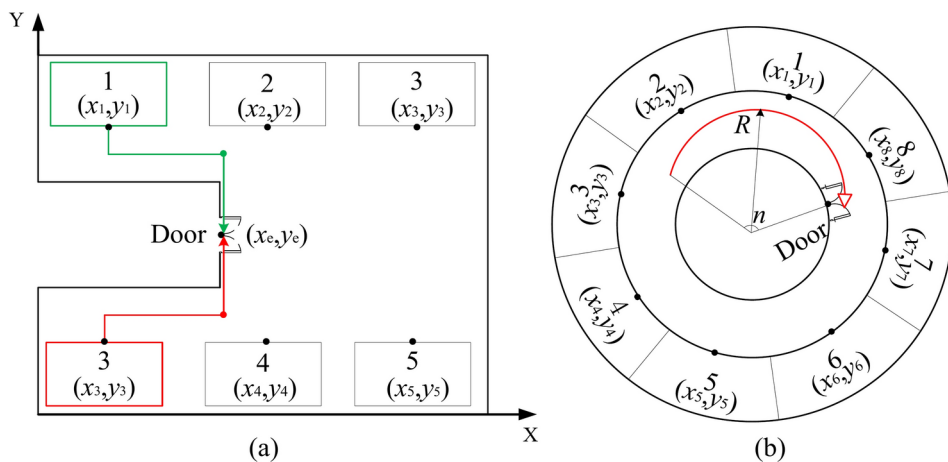 Y
1
(x₁,y₁)
2
(x₂,y₂)
3
(x₃,y₃)
Door
(xₑ,yₑ)
3
(x₃,y₃)
4
(x₄,y₄)
5
(x₅,y₅)
X
(a)
1
(x₁,y₁)
2
(x₂,y₂)
3
(x₃,y₃)
4
(x₄,y₄)
5
(x₅,y₅)
6
(x₆,y₆)
7
(x₇,y₇)
8
(x₈,y₈)
R
n
Door
(b)